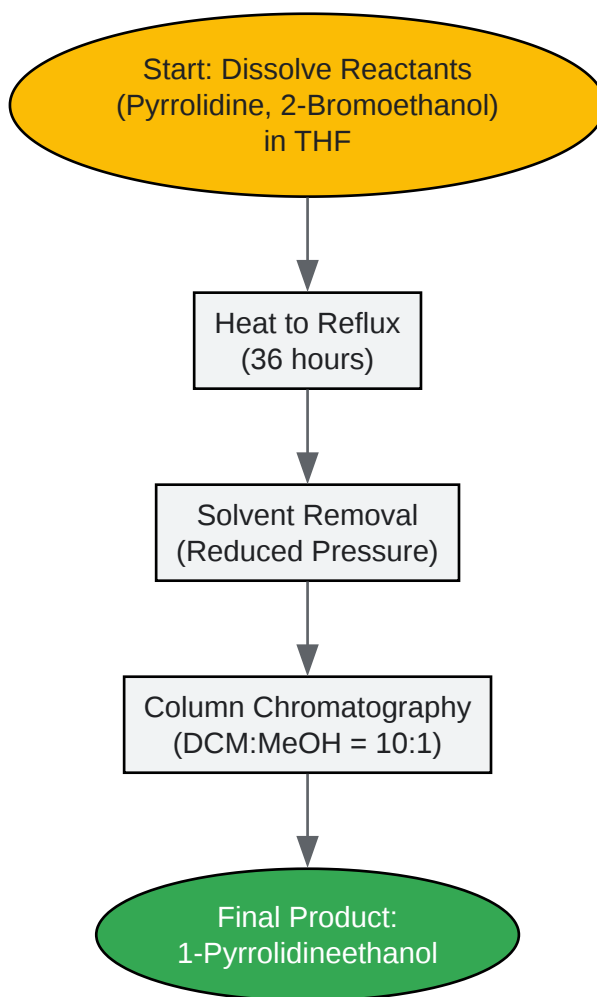 Start: Dissolve Reactants
(Pyrrolidine, 2-Bromoethanol)
in THF
Heat to Reflux
(36 hours)
Solvent Removal
(Reduced Pressure)
Column Chromatography
(DCM:MeOH = 10:1)
Final Product:
1-Pyrrolidineethanol